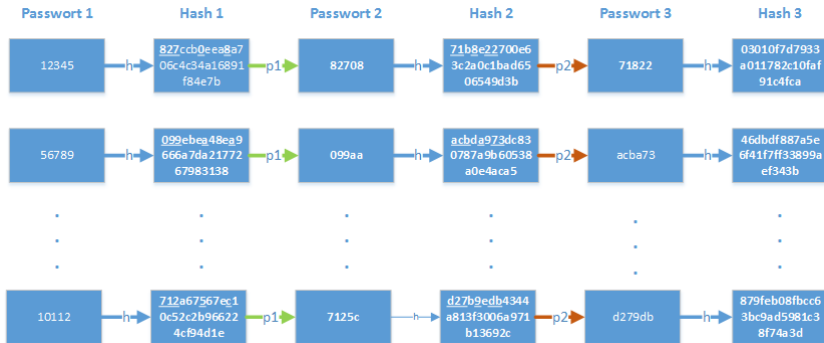 Passwort 1 Hash 1 Passwort 2 Hash 2 Passwort 3 Hash 3
12345
h
827ccb0eea8a7
06c4c34a16891
f84e7b
p1
82708
h
71b8e22700e6
3c2a0c1bad65
06549d3b
p2
71822
h
03010f7d7933
a011782c10faf
91c4fca
56789
h
099ebea48ea9
666a7da21772
67983138
p1
099aa
h
acbda973dc83
0787a9b60538
a0e4aca5
p2
acba73
h
46dbdf887a5e
6f41f7ff33899a
ef343b
10112
h
712a67567ec1
0c52c2b96622
4cf94d1e
p1
7125c
h
d27b9edb4344
a813f3006a971
b13692c
p2
d279db
h
879feb08fbcc6
3bc9ad5981c3
8f74a3d